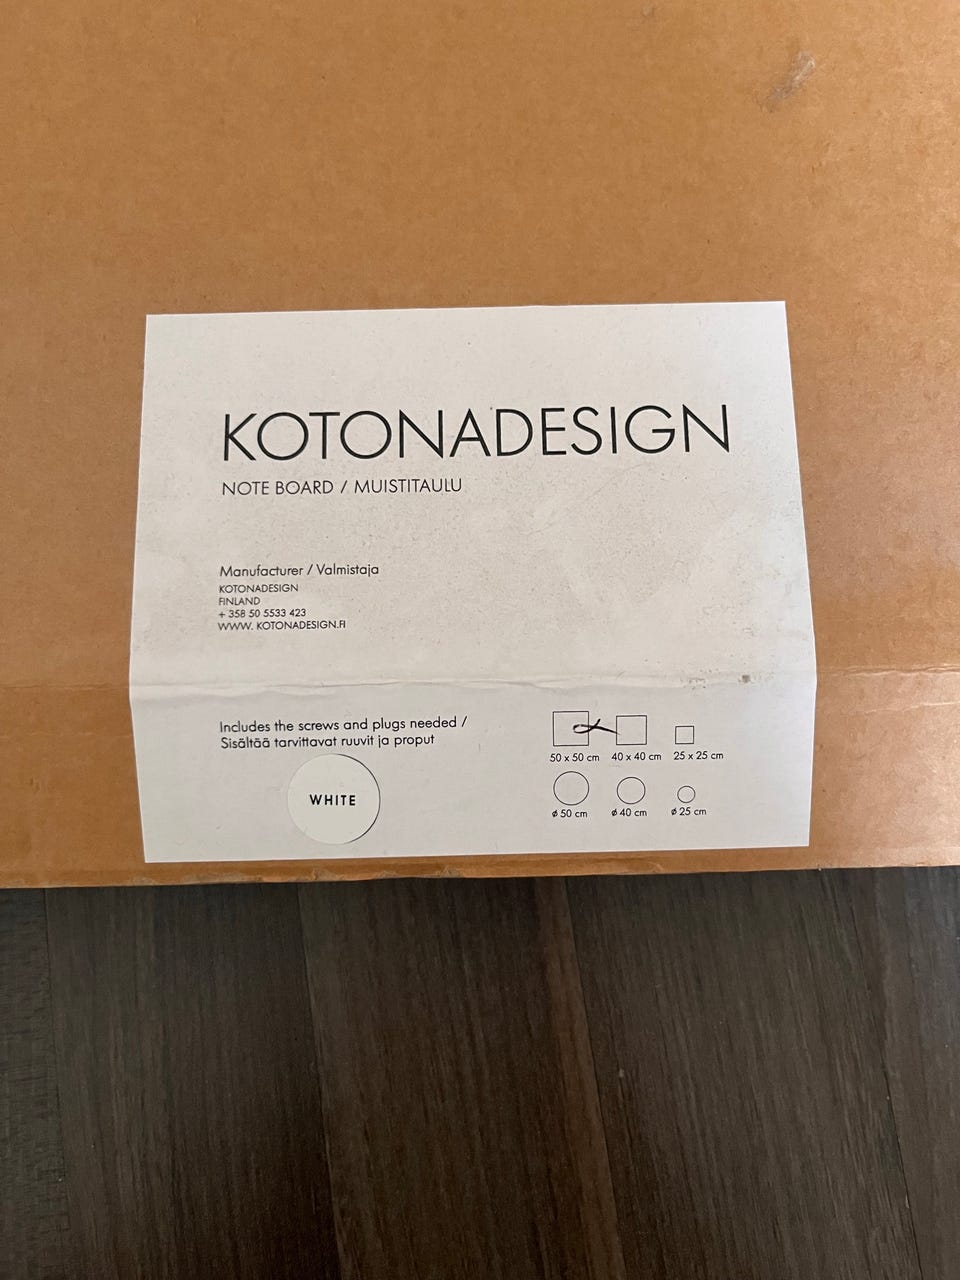 KOTONADESIGN
NOTE BOARD / MUISTITAULU
Manufacturer / Valmistaja
KOTONADESIGN
FINLAND
+ 358 50 5533 423
WWW. KOTONADESIGN.FI
Includes the screws and plugs needed /
Sisältää tarvittavat ruuvit ja proput
WHITE
50 x 50 cm 40 x 40 cm 25 x 25 cm
ø 50 cm ø 40 cm ø 25 cm